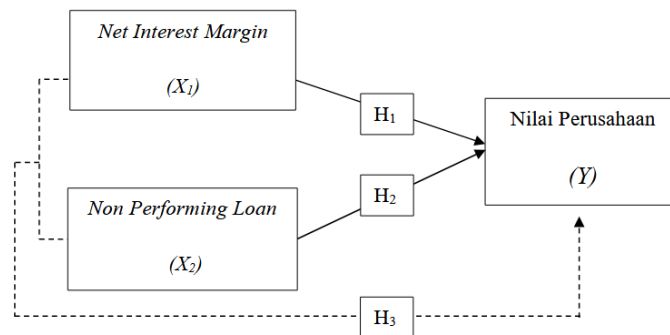 Net Interest Margin
(X₁)
H₁
Nilai Perusahaan
(Y)
H₂
Non Performing Loan
(X₂)
H₃